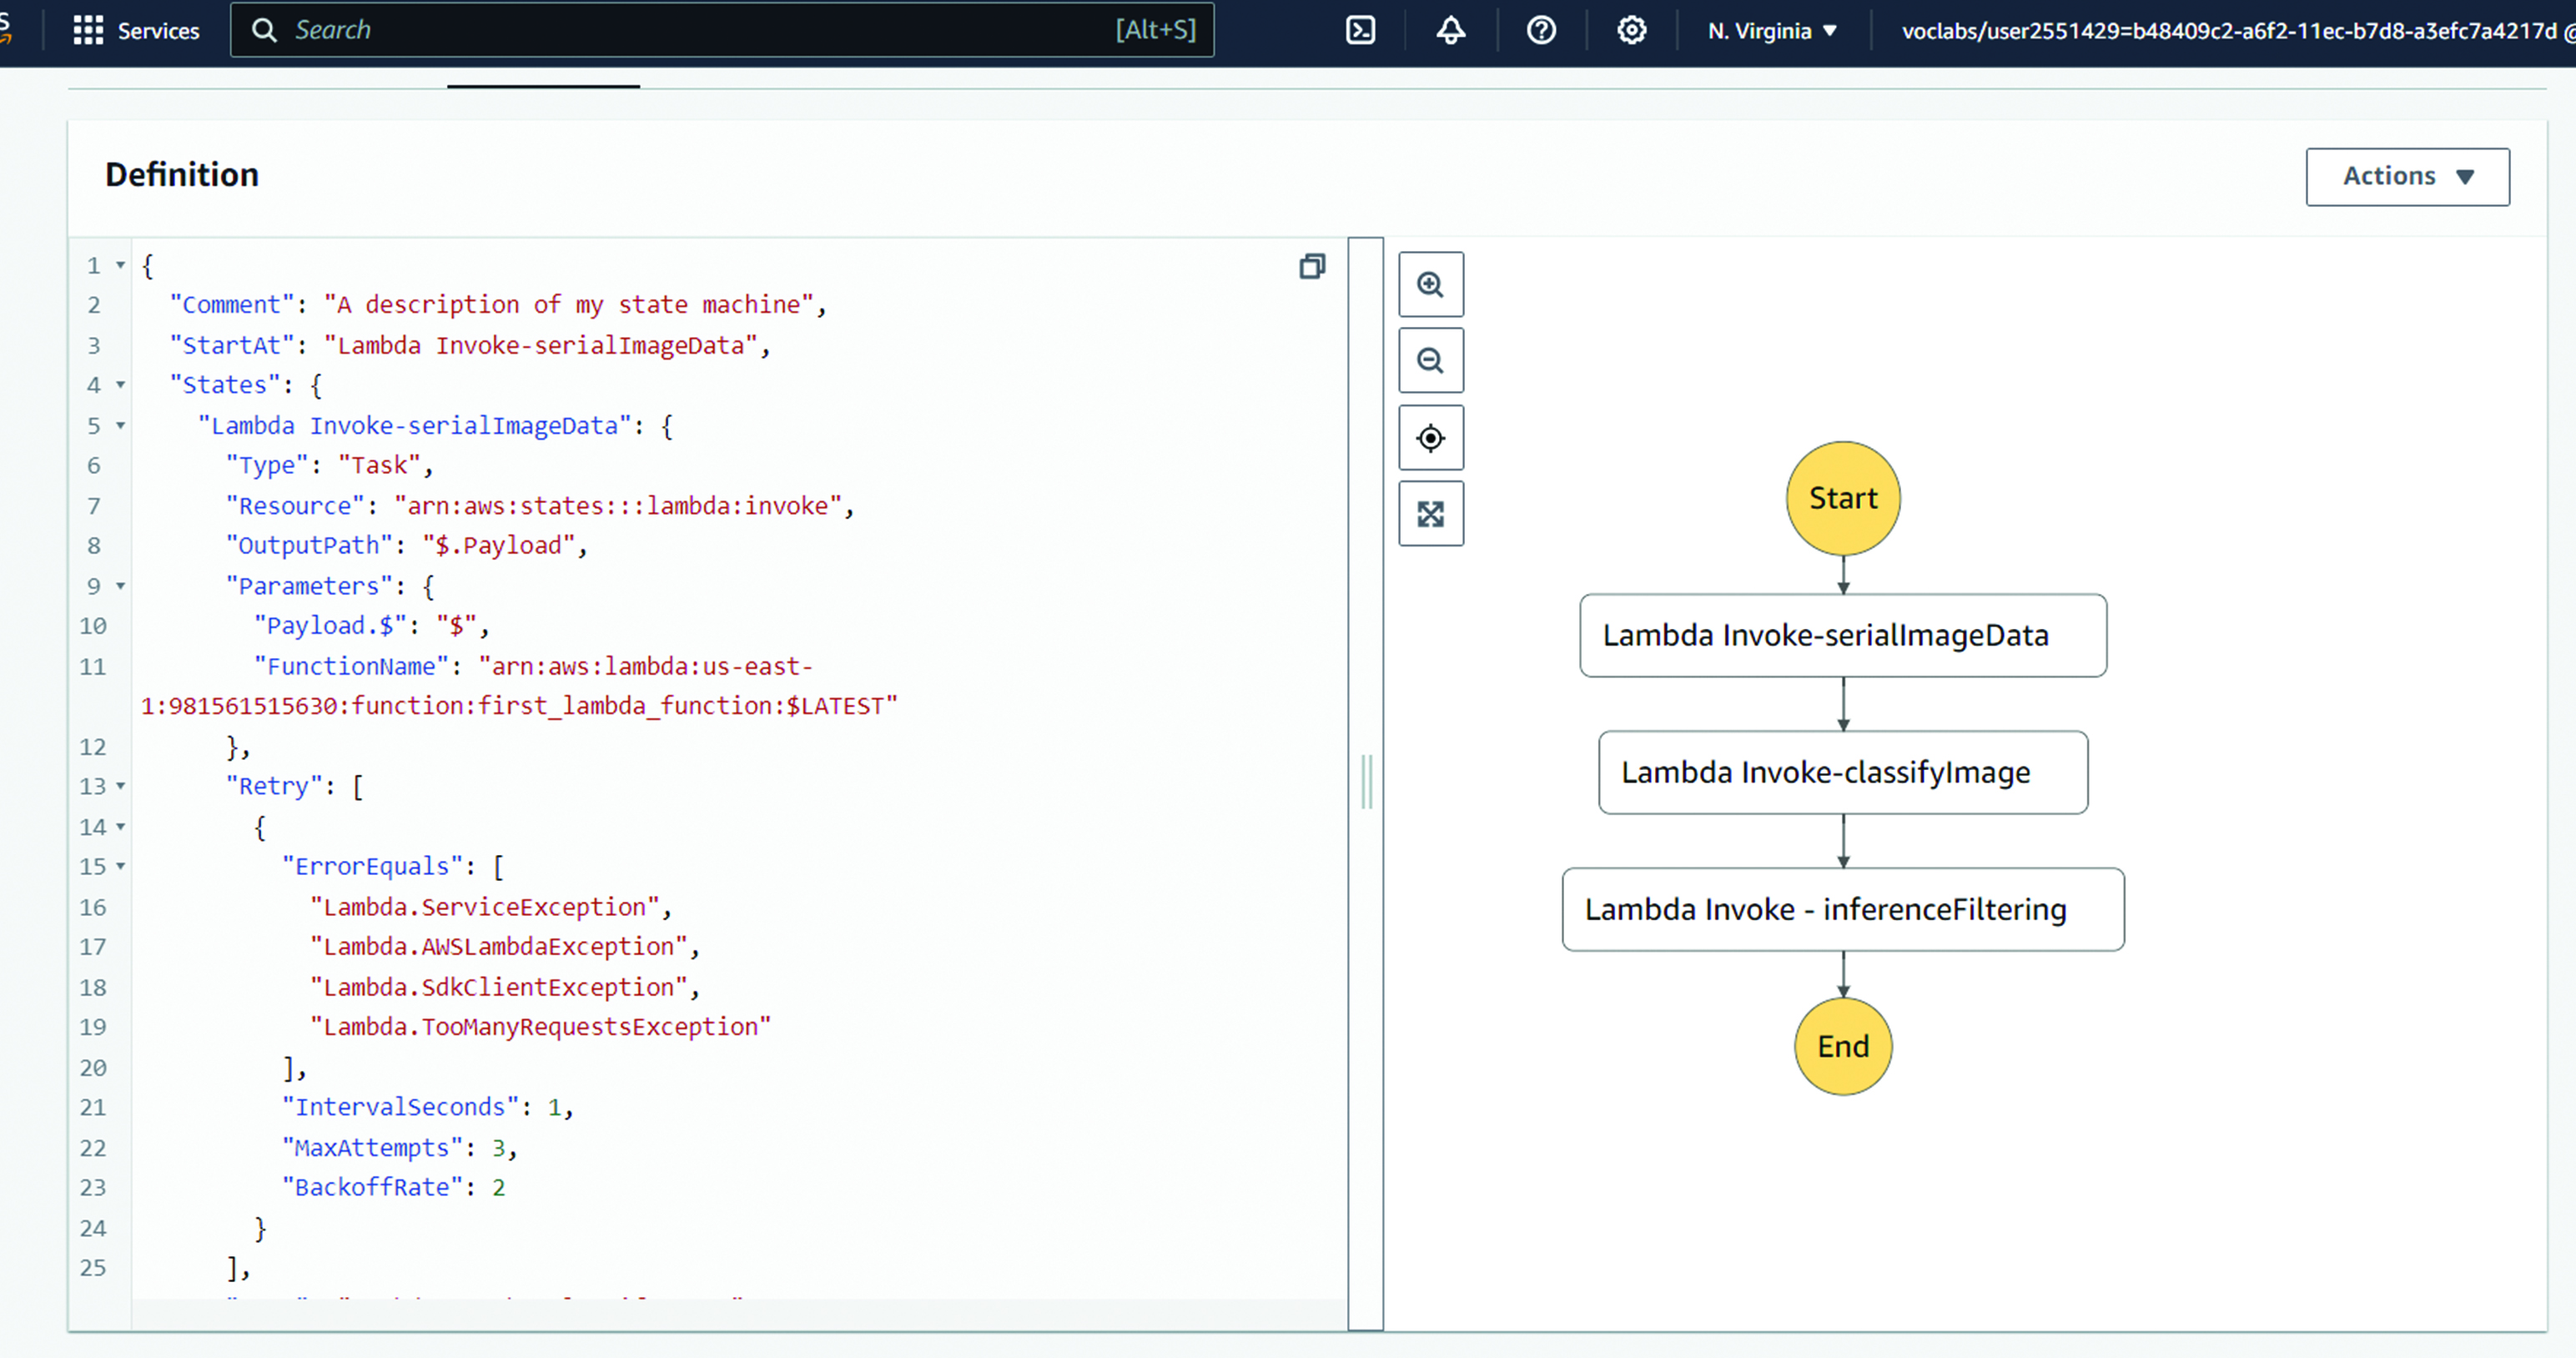 Services
Search
[Alt+S]
N. Virginia
voclabs/user2551429=b48409c2-a6f2-11ec-b7d8-a3efc7a4217d @
Definition
Actions
1 {
2 "Comment": "A description of my state machine",
3 "StartAt": "Lambda Invoke-serialImageData",
4 "States": {
5 "Lambda Invoke-serialImageData": {
6 "Type": "Task",
7 "Resource": "arn:aws:states:::lambda:invoke",
8 "OutputPath": "$.Payload",
9 "Parameters": {
10 "Payload.$": "$",
11 "FunctionName": "arn:aws:lambda:us-east-
1:981561515630:function:first_lambda_function:$LATEST"
12 },
13 "Retry": [
14 {
15 "ErrorEquals": [
16 "Lambda.ServiceException",
17 "Lambda.AWSLambdaException",
18 "Lambda.SdkClientException",
19 "Lambda.TooManyRequestsException"
20 ],
21 "IntervalSeconds": 1,
22 "MaxAttempts": 3,
23 "BackoffRate": 2
24 }
25 ],
Start
Lambda Invoke-serialImageData
Lambda Invoke-classifyImage
Lambda Invoke - inferenceFiltering
End